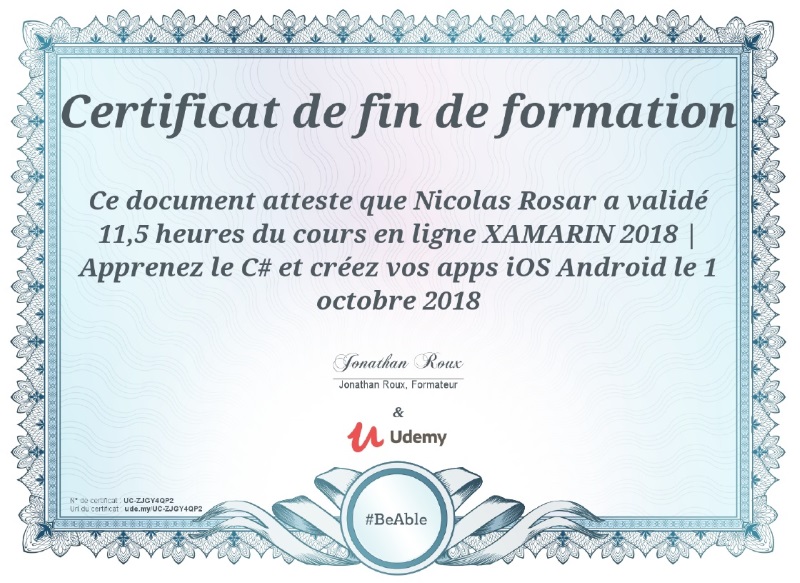 Certificat de fin de formation
Ce document atteste que Nicolas Rosar a validé
11,5 heures du cours en ligne XAMARIN 2018 |
Apprenez le C# et créez vos apps iOS Android le 1
octobre 2018
Jonathan Roux
Jonathan Roux, Formateur
&
Udemy
N° de certificat : UC-ZJGY4QP2
Url du certificat : ude.my/UC-ZJGY4QP2
#BeAble